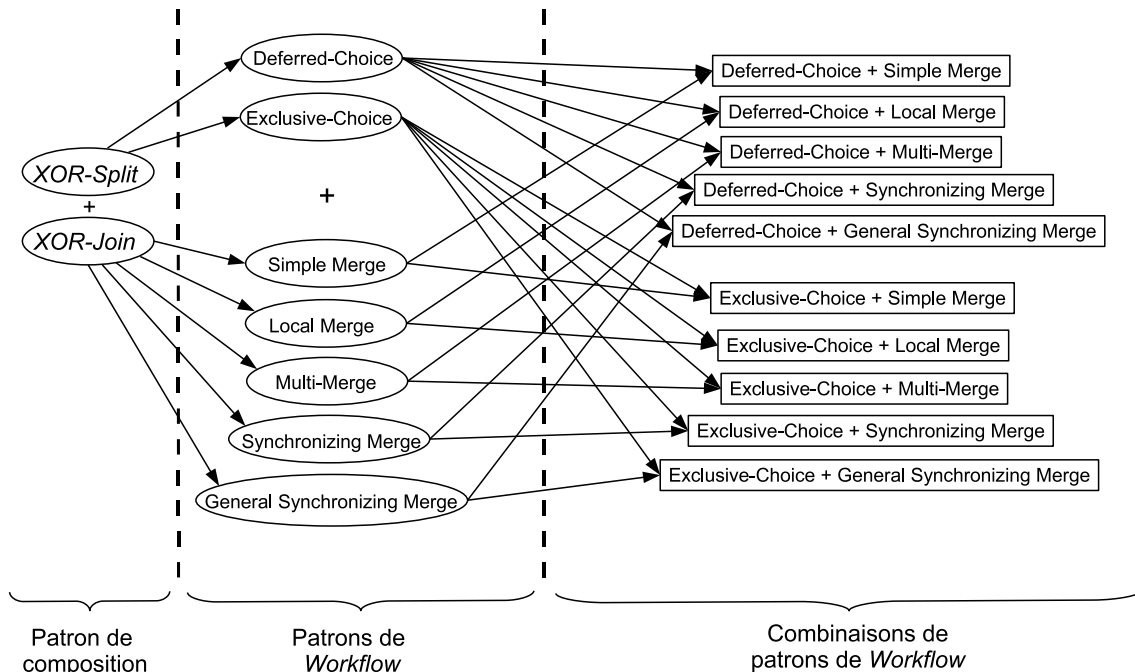 XOR-Split
+
XOR-Join
Deferred-Choice
Exclusive-Choice
+
Simple Merge
Local Merge
Multi-Merge
Synchronizing Merge
General Synchronizing Merge
Deferred-Choice + Simple Merge
Deferred-Choice + Local Merge
Deferred-Choice + Multi-Merge
Deferred-Choice + Synchronizing Merge
Deferred-Choice + General Synchronizing Merge
Exclusive-Choice + Simple Merge
Exclusive-Choice + Local Merge
Exclusive-Choice + Multi-Merge
Exclusive-Choice + Synchronizing Merge
Exclusive-Choice + General Synchronizing Merge
Patron de
composition
Patrons de
Workflow
Combinaisons de
patrons de Workflow